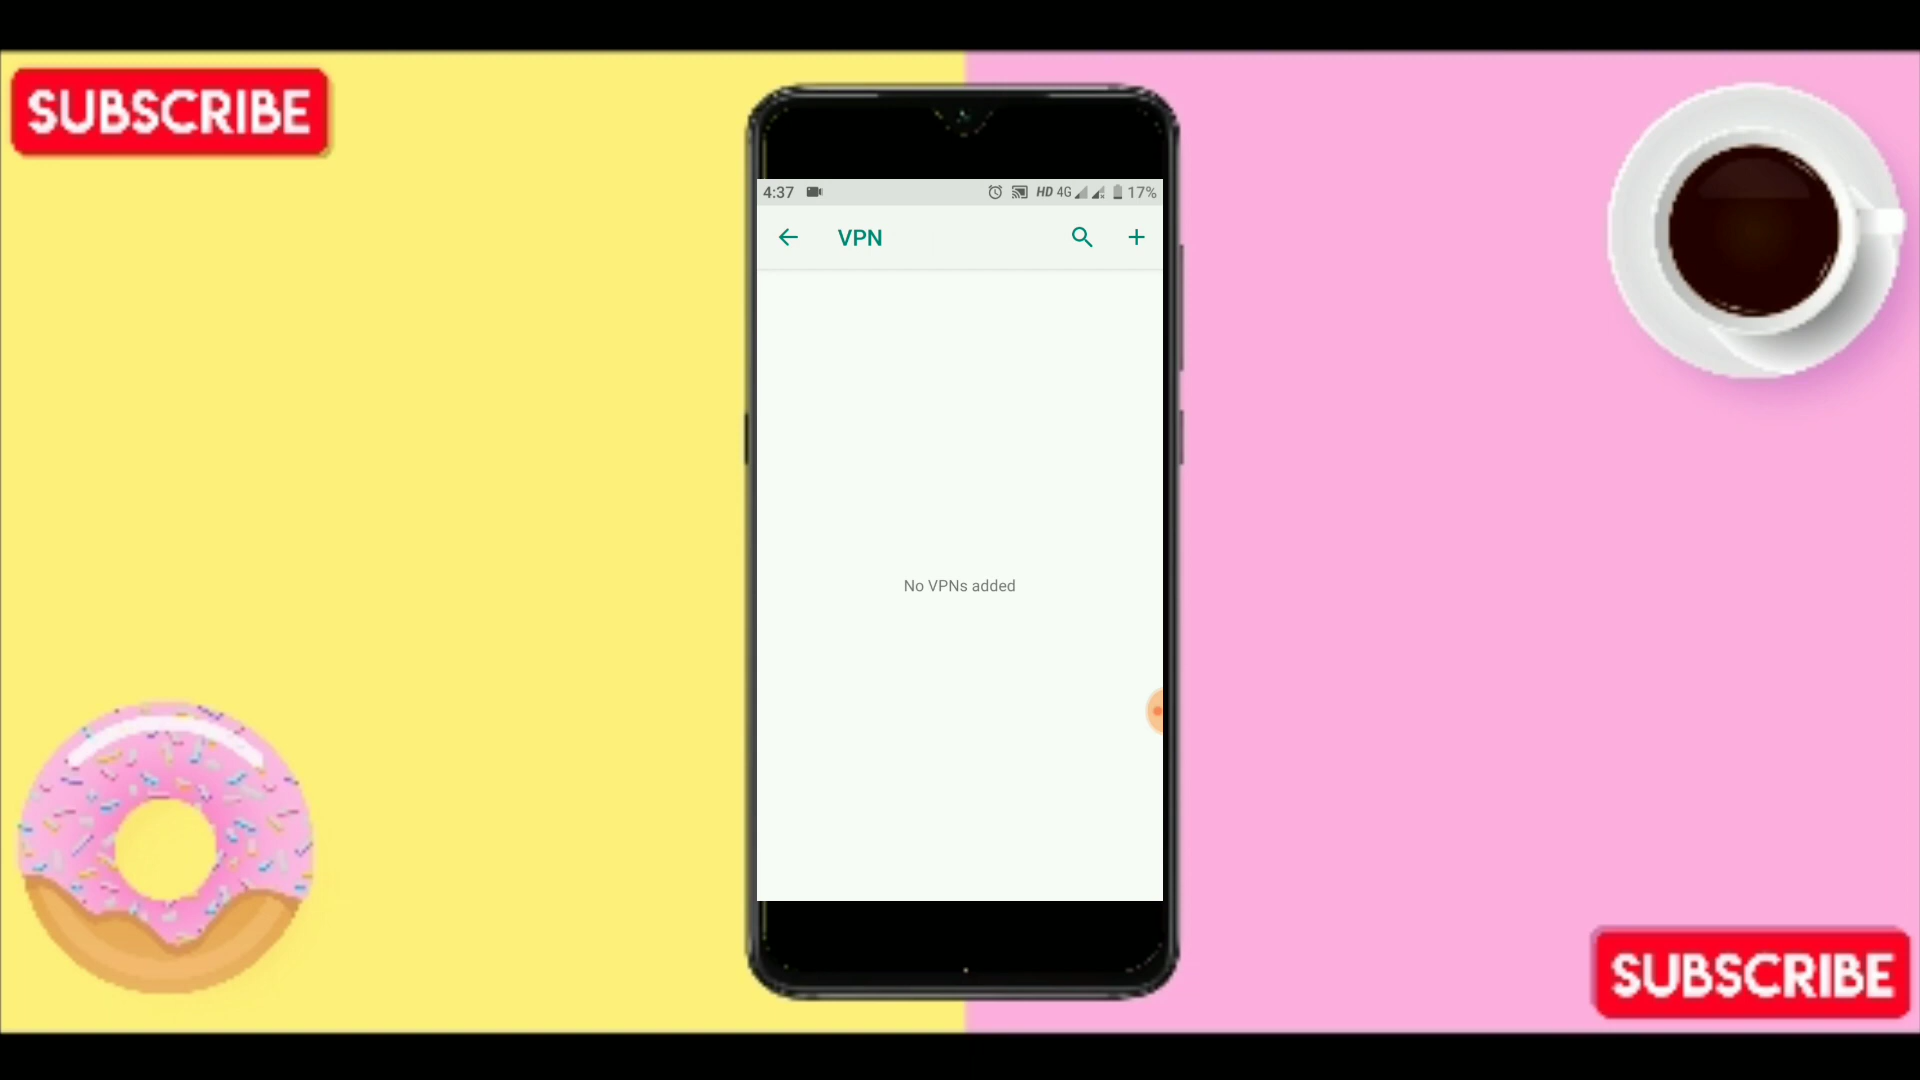 SUBSCRIBE
4:37 HD 4G 17%
VPN
No VPNs added
SUBSCRIBE